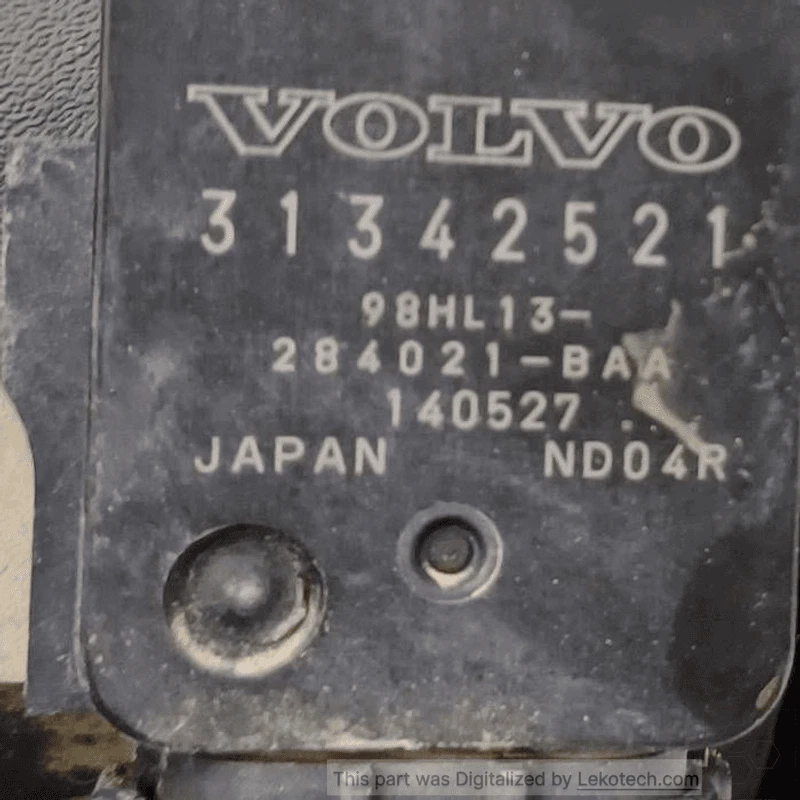 VOLVO
31342521
98HL13-
284021-BAA
140527
JAPAN ND04R
This part was Digitalized by Lekotech.com